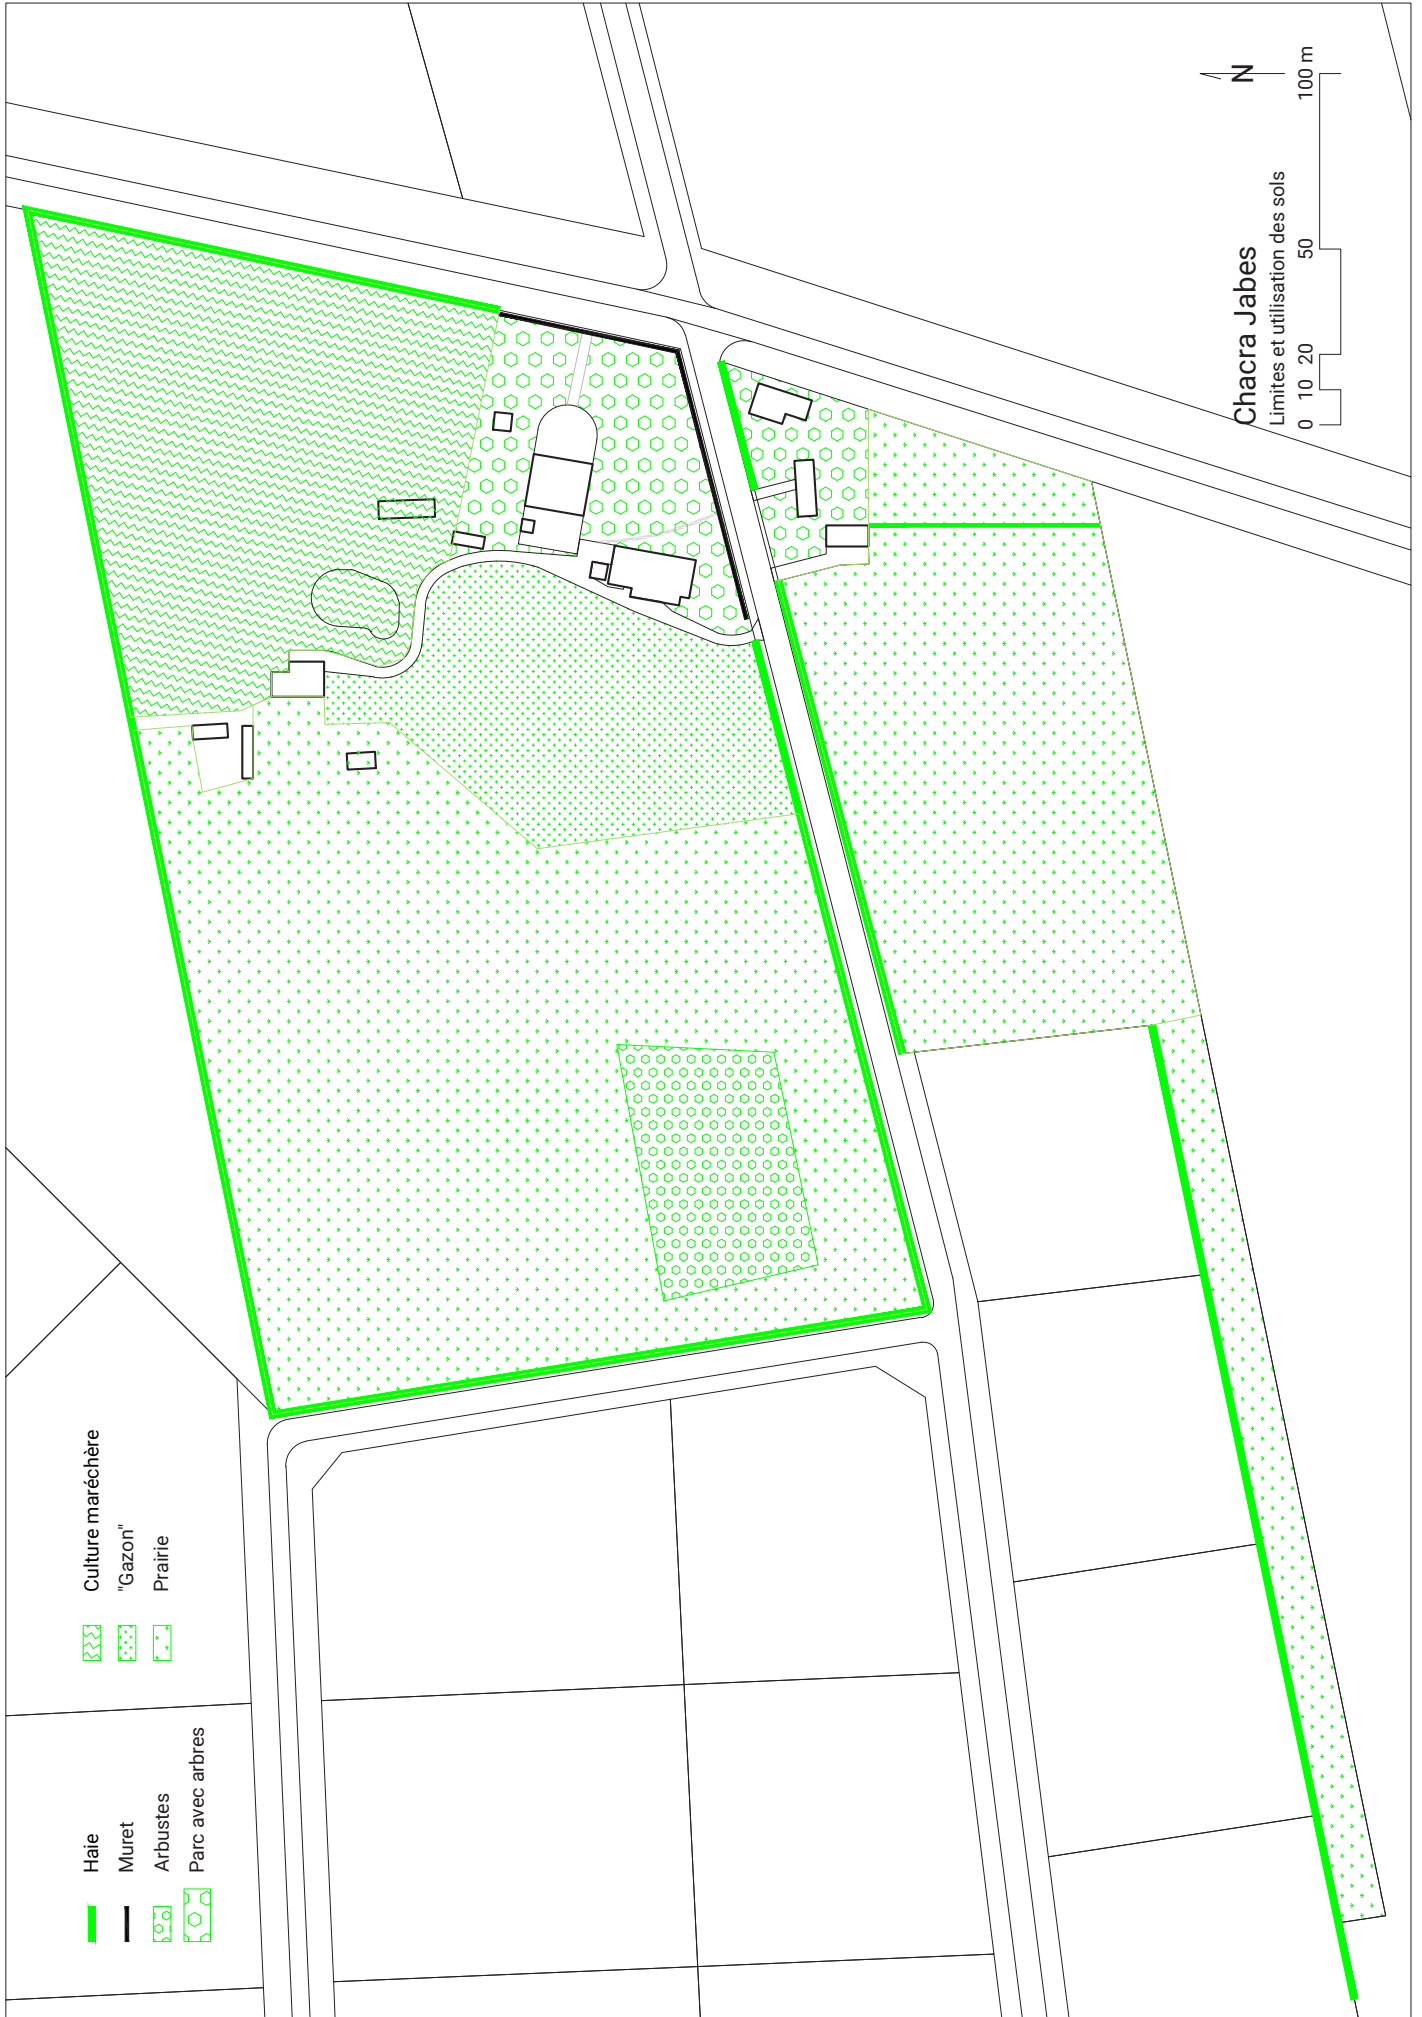 Haie
Muret
Arbustes
Parc avec arbres
Culture maréchère
"Gazon"
Prairie
Chacra Jabes
Limites et utilisation des sols
0 10 20 50 100 m
N